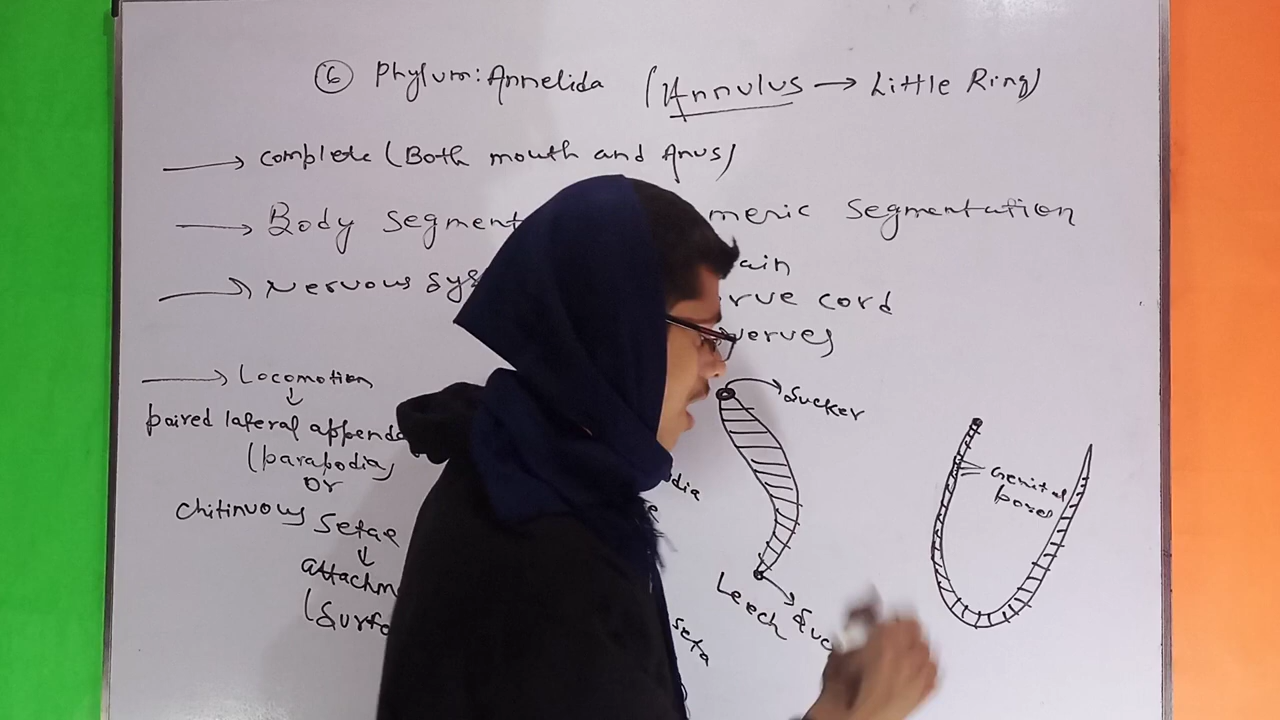 6 Phylum: Annelida (Annulus → Little Ring)
→ complete (Both mouth and Anus)
→ Body segment meric segmentation
→ Nervous sys ain
rve cord
nerves
→ Locomotion
↓
paired lateral appenda
(parapodia)
or
chitinous setae
↓
attachm
(surfa
dia
seta
sucker
Leech
suc
Genital
pores